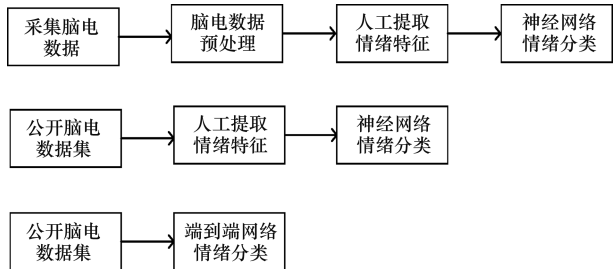 采集脑电
数据
脑电数据
预处理
人工提取
情绪特征
神经网络
情绪分类
公开脑电
数据集
人工提取
情绪特征
神经网络
情绪分类
公开脑电
数据集
端到端网络
情绪分类